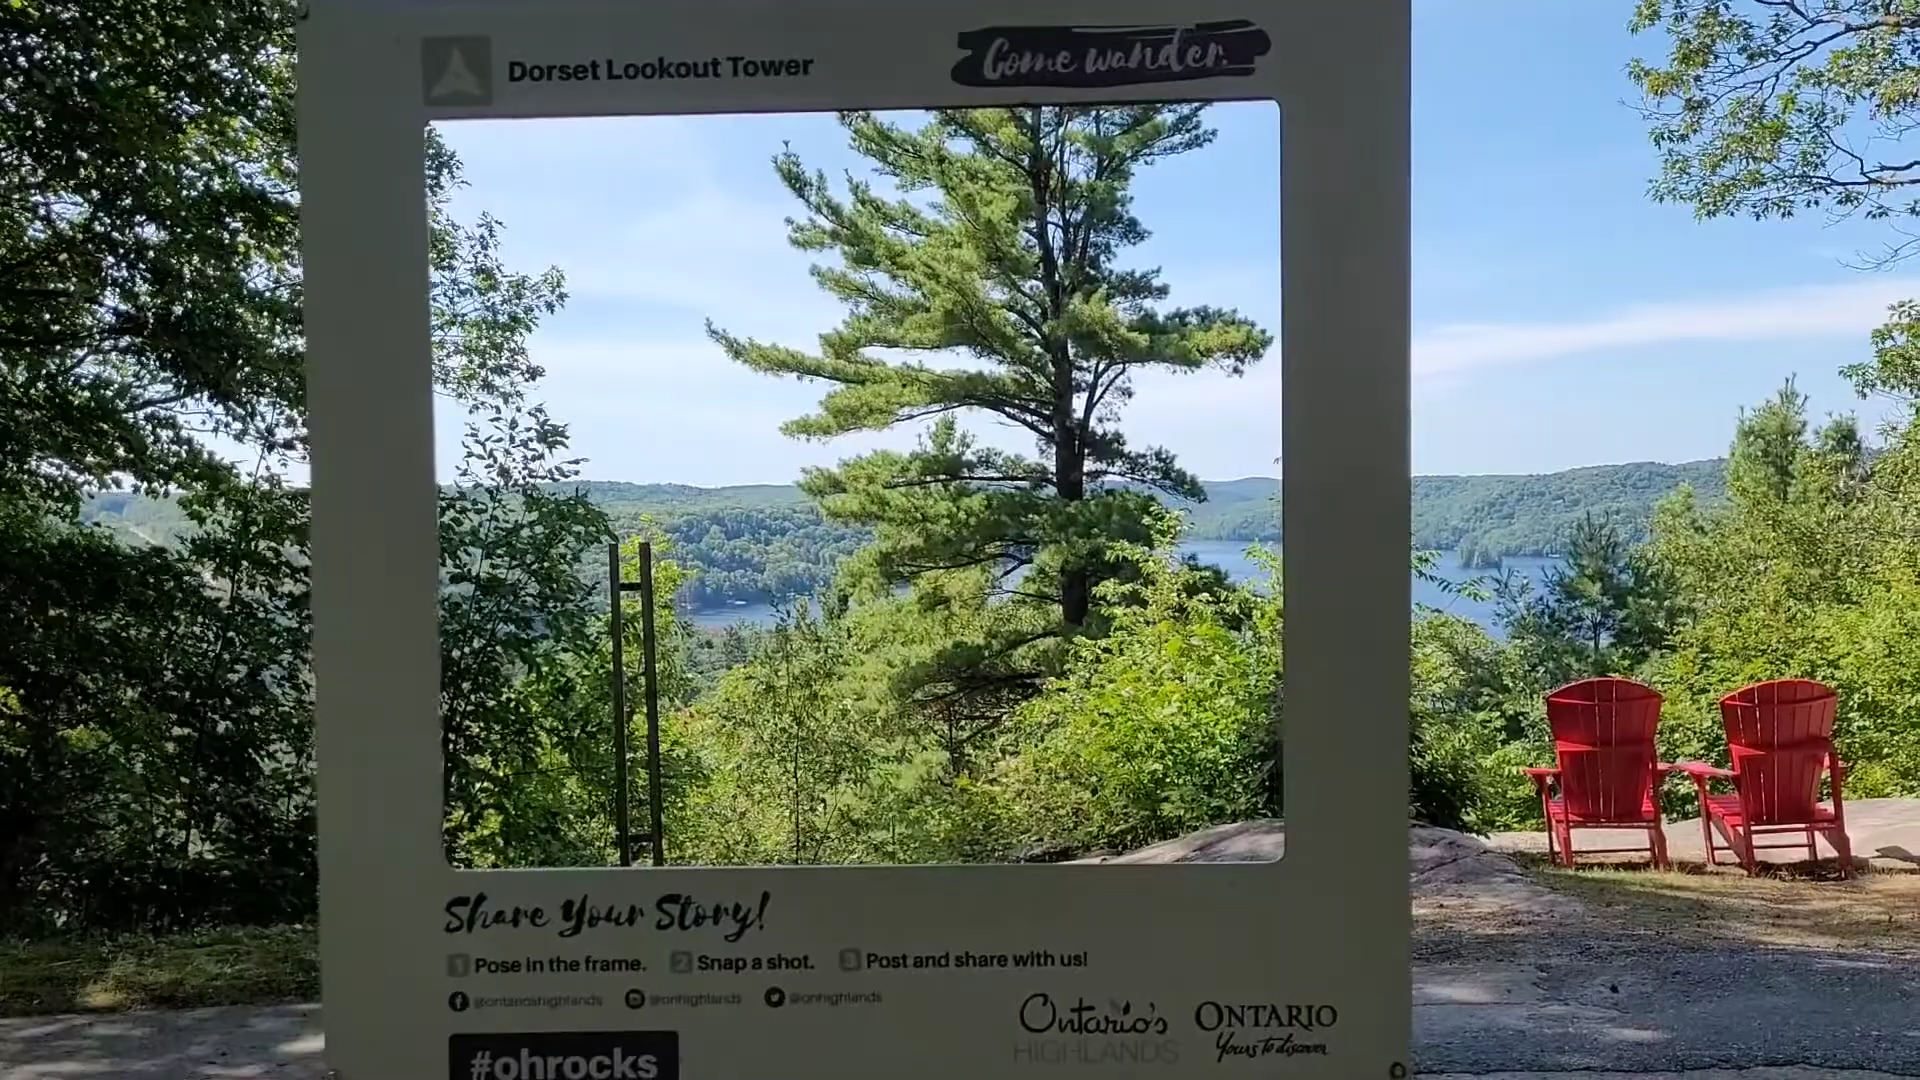 Dorset Lookout Tower
Come wander.
Share Your Story!
1 Pose in the frame. 2 Snap a shot. 3 Post and share with us!
@ontarioshighlands @onhighlands @onhighlands
Ontario's
HIGHLANDS
ONTARIO
Yours to discover
#ohrocks